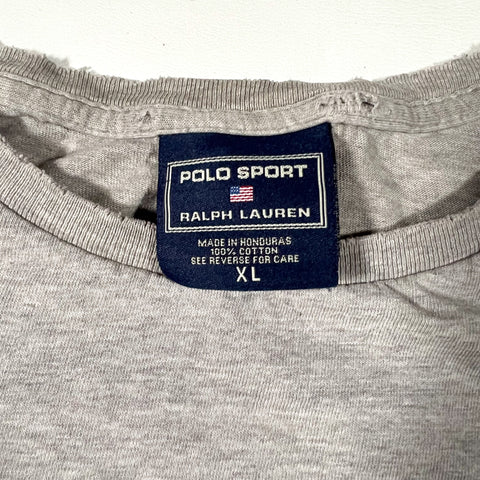 POLO SPORT
RALPH LAUREN
MADE IN HONDURAS
100% COTTON
SEE REVERSE FOR CARE
XL